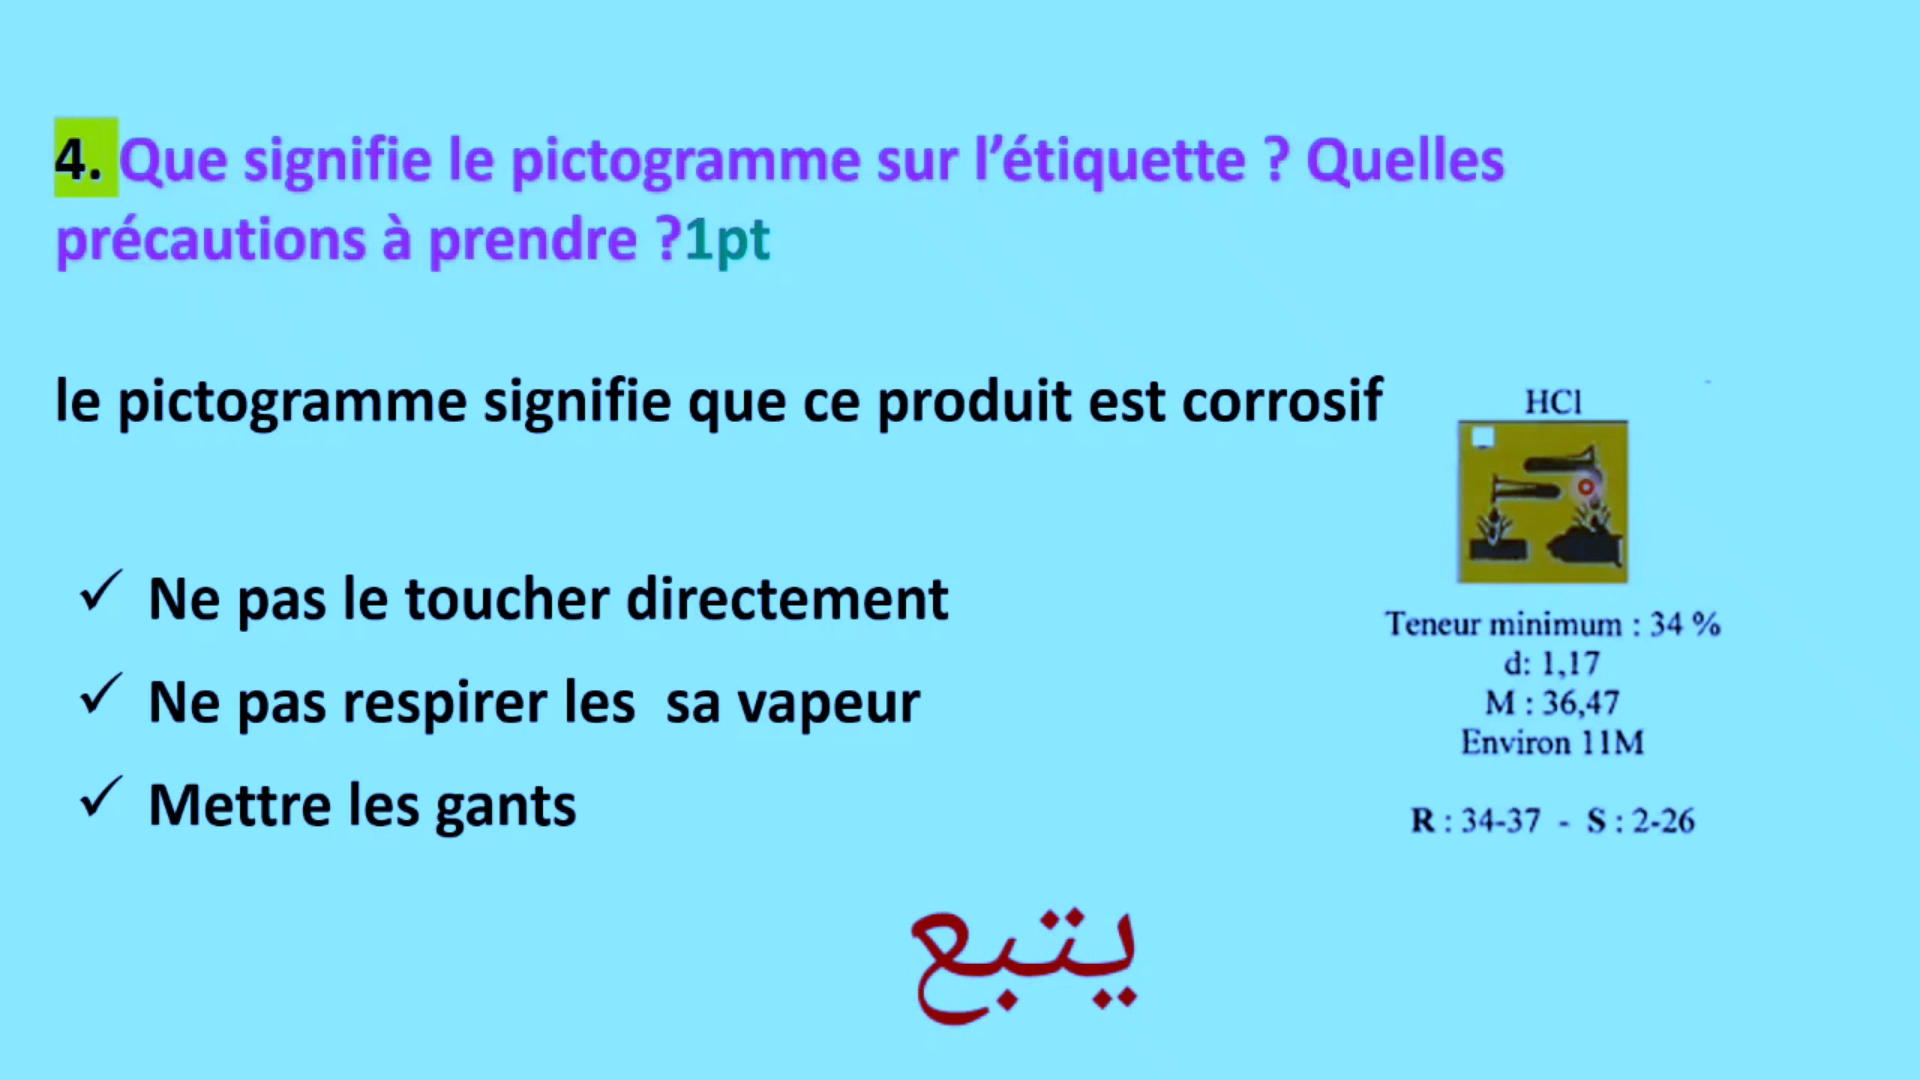 4. Que signifie le pictogramme sur l’étiquette ? Quelles
précautions à prendre ?1pt
le pictogramme signifie que ce produit est corrosif
HCl
✓ Ne pas le toucher directement
✓ Ne pas respirer les  sa vapeur
✓ Mettre les gants
Teneur minimum : 34 %
d: 1,17
M : 36,47
Environ 11M
R : 34-37 - S : 2-26
يتبع